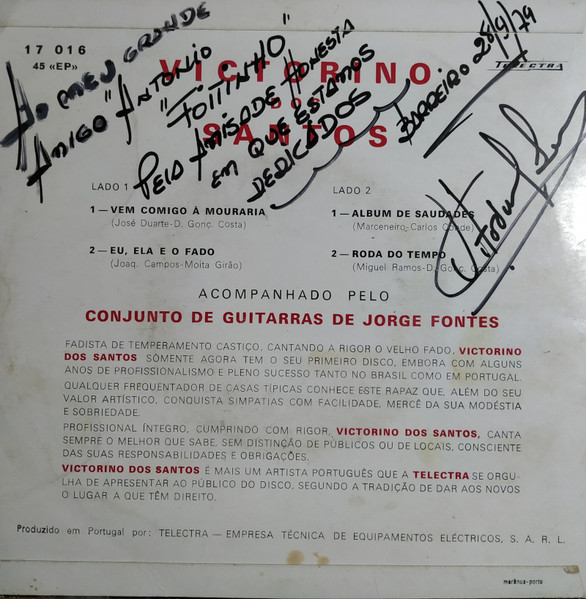 17 016
45 «EP»
VICTORINO
DOS
SANTOS
TELECTRA
AO MEU GRANDE
AMIGO "ANTONIO
"FOITINHO"
PELA AMISADE HONESTA
EM QUE ESTAMOS
DEDICADOS
BARREIRO 28/9/79
LADO 1
1 — VEM COMIGO À MOURARIA
(José Duarte-D. Gonç. Costa)
2 — EU, ELA E O FADO
(Joaq. Campos-Moita Girão)
LADO 2
1 — ALBUM DE SAUDADES
(Marceneiro-Carlos Conde)
2 — RODA DO TEMPO
(Miguel Ramos-D. Gonç. Costa)
ACOMPANHADO PELO
CONJUNTO DE GUITARRAS DE JORGE FONTES
FADISTA DE TEMPERAMENTO CASTIÇO, CANTANDO A RIGOR O VELHO FADO, VICTORINO
DOS SANTOS SÒMENTE AGORA TEM O SEU PRIMEIRO DISCO, EMBORA COM ALGUNS
ANOS DE PROFISSIONALISMO E PLENO SUCESSO TANTO NO BRASIL COMO EM PORTUGAL.
QUALQUER FREQUENTADOR DE CASAS TÍPICAS CONHECE ESTE RAPAZ QUE, ALÉM DO SEU
VALOR ARTÍSTICO, CONQUISTA SIMPATIAS COM FACILIDADE, MERCÊ DA SUA MODÉSTIA
E SOBRIEDADE.
PROFISSIONAL ÍNTEGRO, CUMPRINDO COM RIGOR, VICTORINO DOS SANTOS, CANTA
SEMPRE O MELHOR QUE SABE, SEM DISTINÇÃO DE PÚBLICOS OU DE LOCAIS, CONSCIENTE
DAS SUAS RESPONSABILIDADES E OBRIGAÇÕES.
VICTORINO DOS SANTOS É MAIS UM ARTISTA PORTUGUÊS QUE A TELECTRA SE ORGU-
LHA DE APRESENTAR AO PÚBLICO DO DISCO, SEGUNDO A TRADIÇÃO DE DAR AOS NOVOS
O LUGAR A QUE TÊM DIREITO.
Produzido em Portugal por: TELECTRA — EMPRESA TÉCNICA DE EQUIPAMENTOS ELÉCTRICOS, S. A. R. L.
marânus-porto